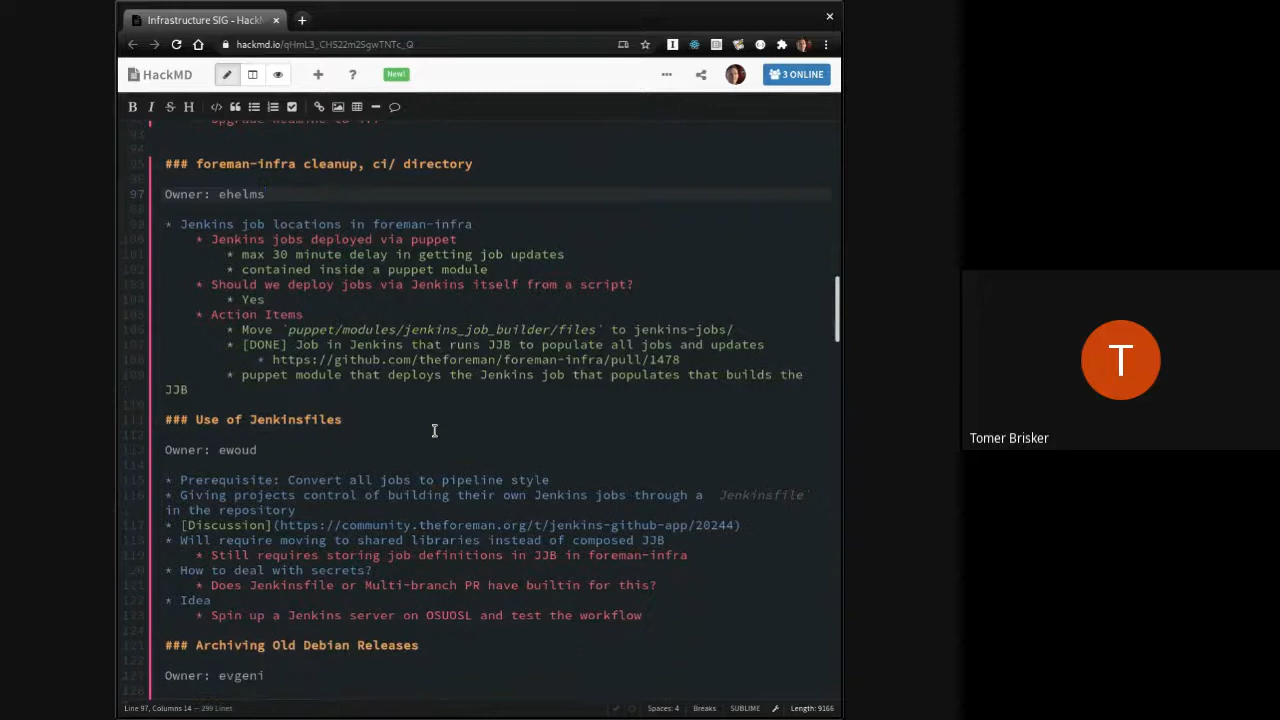 Infrastructure SIG - HackM
hackmd.io/qHmL3_CHS22m2SgwTNTc_Q
HackMD
New!
3 ONLINE
### foreman-infra cleanup, ci/ directory
97 Owner: ehelms
* Jenkins job locations in foreman-infra
* Jenkins jobs deployed via puppet
* max 30 minute delay in getting job updates
* contained inside a puppet module
* Should we deploy jobs via Jenkins itself from a script?
* Yes
* Action Items
* Move `puppet/modules/jenkins_job_builder/files` to jenkins-jobs/
* [DONE] Job in Jenkins that runs JJB to populate all jobs and updates
* https://github.com/theforeman/foreman-infra/pull/1478
* puppet module that deploys the Jenkins job that populates that builds the
JJB
### Use of Jenkinsfiles
Owner: ewoud
* Prerequisite: Convert all jobs to pipeline style
* Giving projects control of building their own Jenkins jobs through a `Jenkinsfile`
in the repository
* [Discussion](https://community.theforeman.org/t/jenkins-github-app/20244)
* Will require moving to shared libraries instead of composed JJB
* Still requires storing job definitions in JJB in foreman-infra
* How to deal with secrets?
* Does Jenkinsfile or Multi-branch PR have builtin for this?
* Idea
* Spin up a Jenkins server on OSUOSL and test the workflow
### Archiving Old Debian Releases
Owner: evgeni
Line 97, Columns 14 — 299 Lines
Spaces: 4 Breaks SUBLIME Length: 9166
T
Tomer Brisker